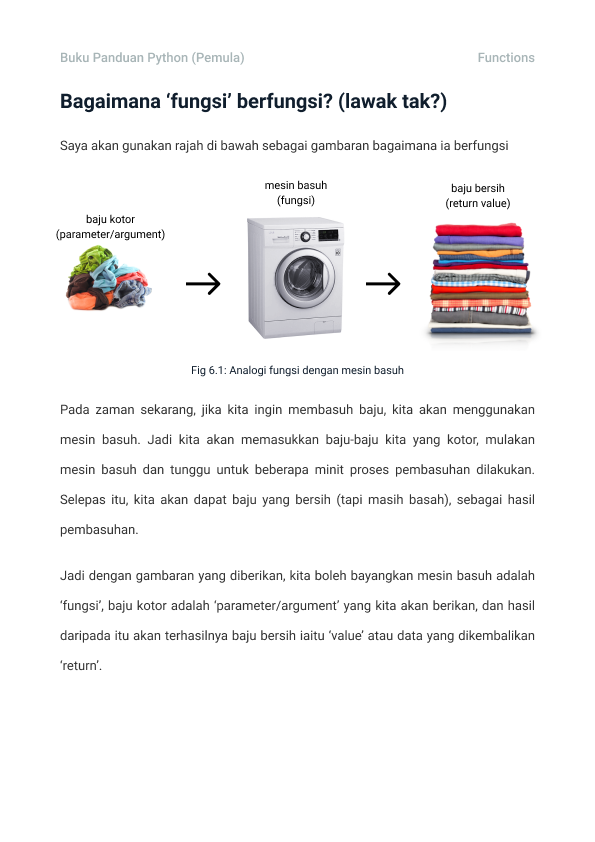 Buku Panduan Python (Pemula) Functions
Bagaimana ‘fungsi’ berfungsi? (lawak tak?)
Saya akan gunakan rajah di bawah sebagai gambaran bagaimana ia berfungsi
baju kotor
(parameter/argument)
mesin basuh
(fungsi)
baju bersih
(return value)
Fig 6.1: Analogi fungsi dengan mesin basuh
Pada zaman sekarang, jika kita ingin membasuh baju, kita akan menggunakan
mesin basuh. Jadi kita akan memasukkan baju-baju kita yang kotor, mulakan
mesin basuh dan tunggu untuk beberapa minit proses pembasuhan dilakukan.
Selepas itu, kita akan dapat baju yang bersih (tapi masih basah), sebagai hasil
pembasuhan.
Jadi dengan gambaran yang diberikan, kita boleh bayangkan mesin basuh adalah
‘fungsi’, baju kotor adalah ‘parameter/argument’ yang kita akan berikan, dan hasil
daripada itu akan terhasilnya baju bersih iaitu ‘value’ atau data yang dikembalikan
‘return’.